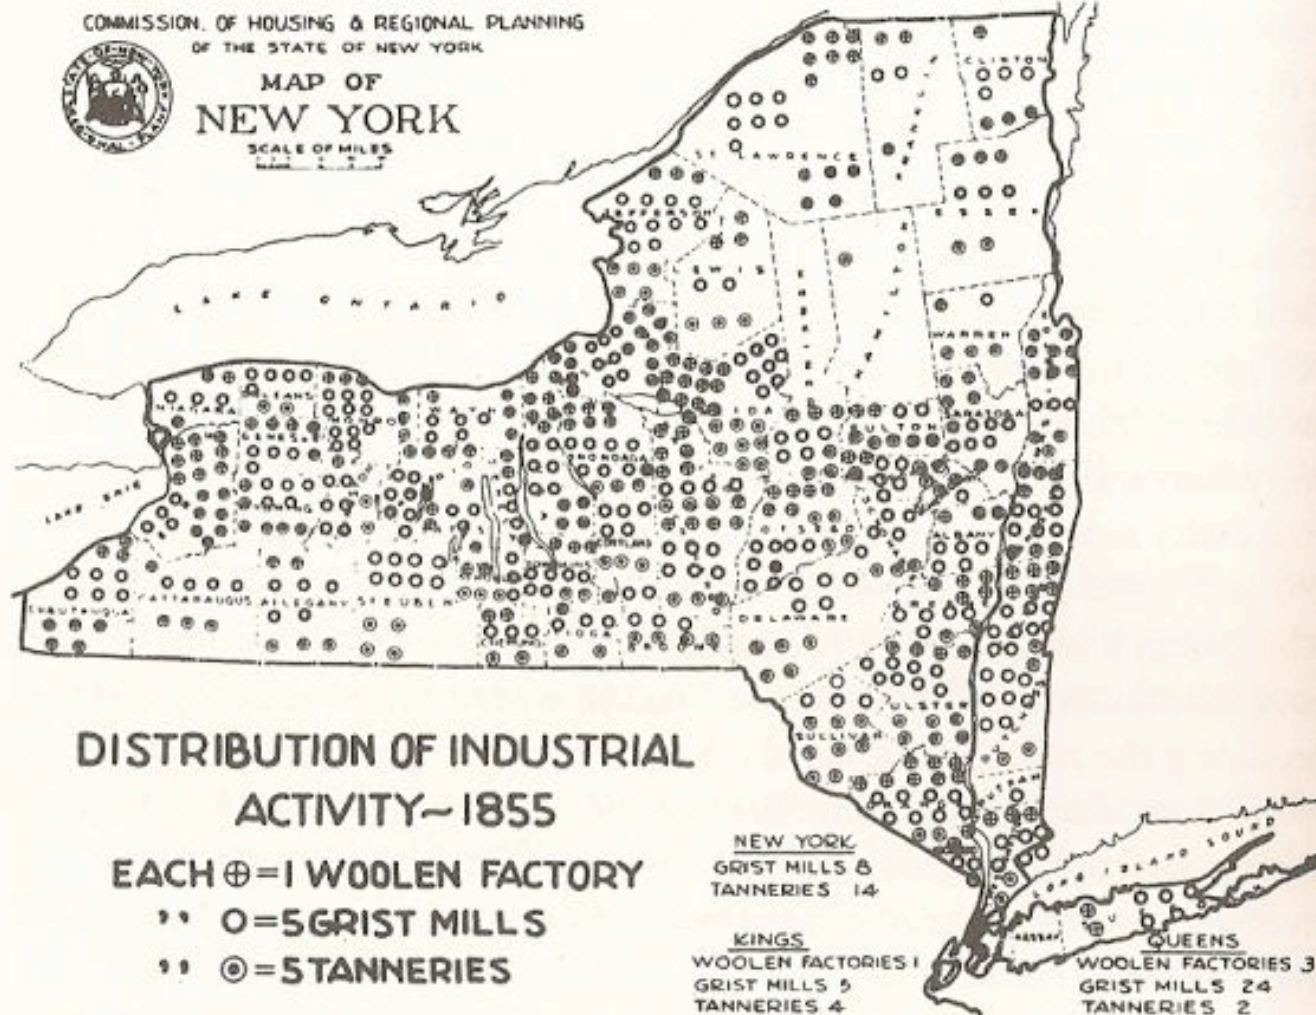 COMMISSION OF HOUSING & REGIONAL PLANNING
OF THE STATE OF NEW YORK
MAP OF
NEW YORK
SCALE OF MILES
CLINTON
ST. LAWRENCE
ESSEX
JEFFERSON
LEWIS
LAKE ONTARIO
WARREN
NIAGARA
SARATOGA
FULTON
ONONDAGA
LAKE ERIE
OTSEGO
ALBANY
CORTLAND
CHAUTAUQUA
CATTARAUGUS
ALLEGANY
STEUBEN
DELAWARE
CHEMUNG
TIOGA
BROOME
ULSTER
SULLIVAN
DISTRIBUTION OF INDUSTRIAL
ACTIVITY~1855
EACH ⊕=1 WOOLEN FACTORY
,, O=5 GRIST MILLS
,, ◉=5 TANNERIES
NEW YORK
GRIST MILLS 8
TANNERIES 14
LONG ISLAND SOUND
NASSAU
KINGS
WOOLEN FACTORIES 1
GRIST MILLS 5
TANNERIES 4
QUEENS
WOOLEN FACTORIES 3
GRIST MILLS 24
TANNERIES 2